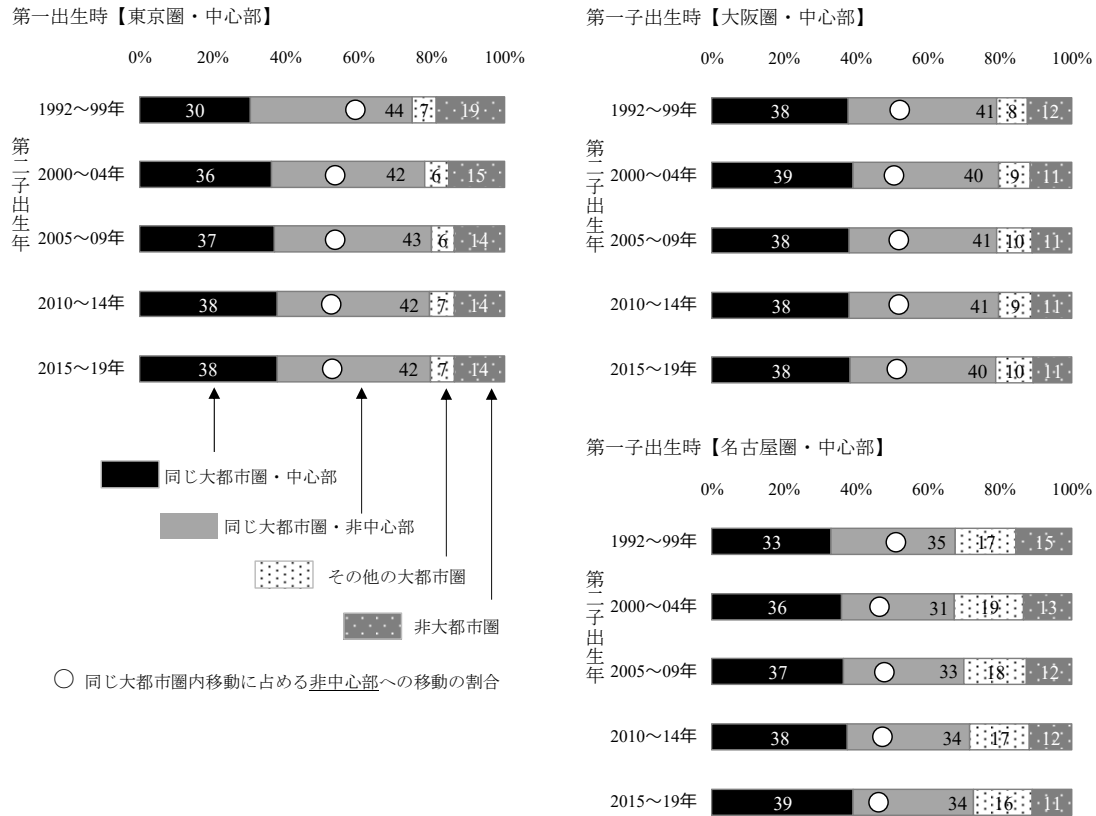 第一出生時【東京圏・中心部】
0% 20% 40% 60% 80% 100%
第二子出生年
1992～99年 30 44 7 19
2000～04年 36 42 6 15
2005～09年 37 43 6 14
2010～14年 38 42 7 14
2015～19年 38 42 7 14
同じ大都市圏・中心部
同じ大都市圏・非中心部
その他の大都市圏
非大都市圏
○ 同じ大都市圏内移動に占める非中心部への移動の割合
第一子出生時【大阪圏・中心部】
0% 20% 40% 60% 80% 100%
第二子出生年
1992～99年 38 41 8 12
2000～04年 39 40 9 11
2005～09年 38 41 10 11
2010～14年 38 41 9 11
2015～19年 38 40 10 11
第一子出生時【名古屋圏・中心部】
0% 20% 40% 60% 80% 100%
第二子出生年
1992～99年 33 35 17 15
2000～04年 36 31 19 13
2005～09年 37 33 18 12
2010～14年 38 34 17 12
2015～19年 39 34 16 11